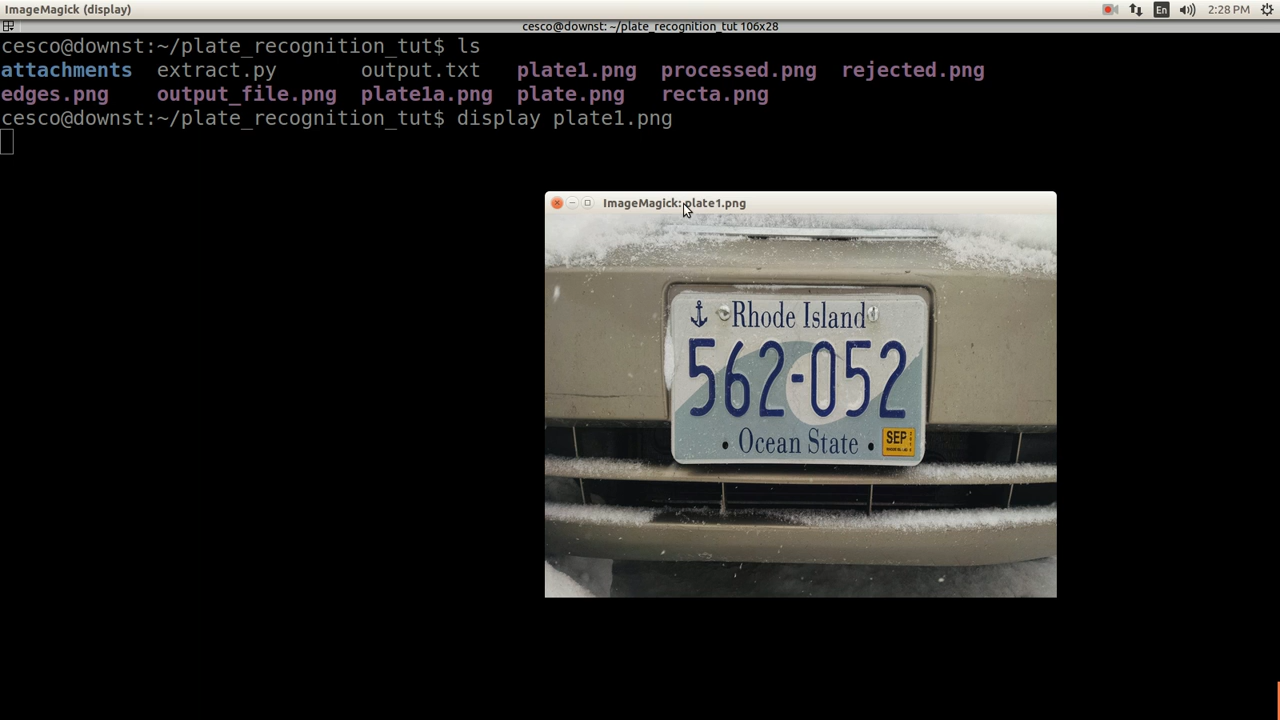 ImageMagick (display)
En
2:28 PM
cesco@downst: ~/plate_recognition_tut 106x28
cesco@downst:~/plate_recognition_tut$ ls
attachments extract.py output.txt plate1.png processed.png rejected.png
edges.png output_file.png plate1a.png plate.png recta.png
cesco@downst:~/plate_recognition_tut$ display plate1.png
ImageMagick: plate1.png
Rhode Island
562-052
Ocean State
SEP